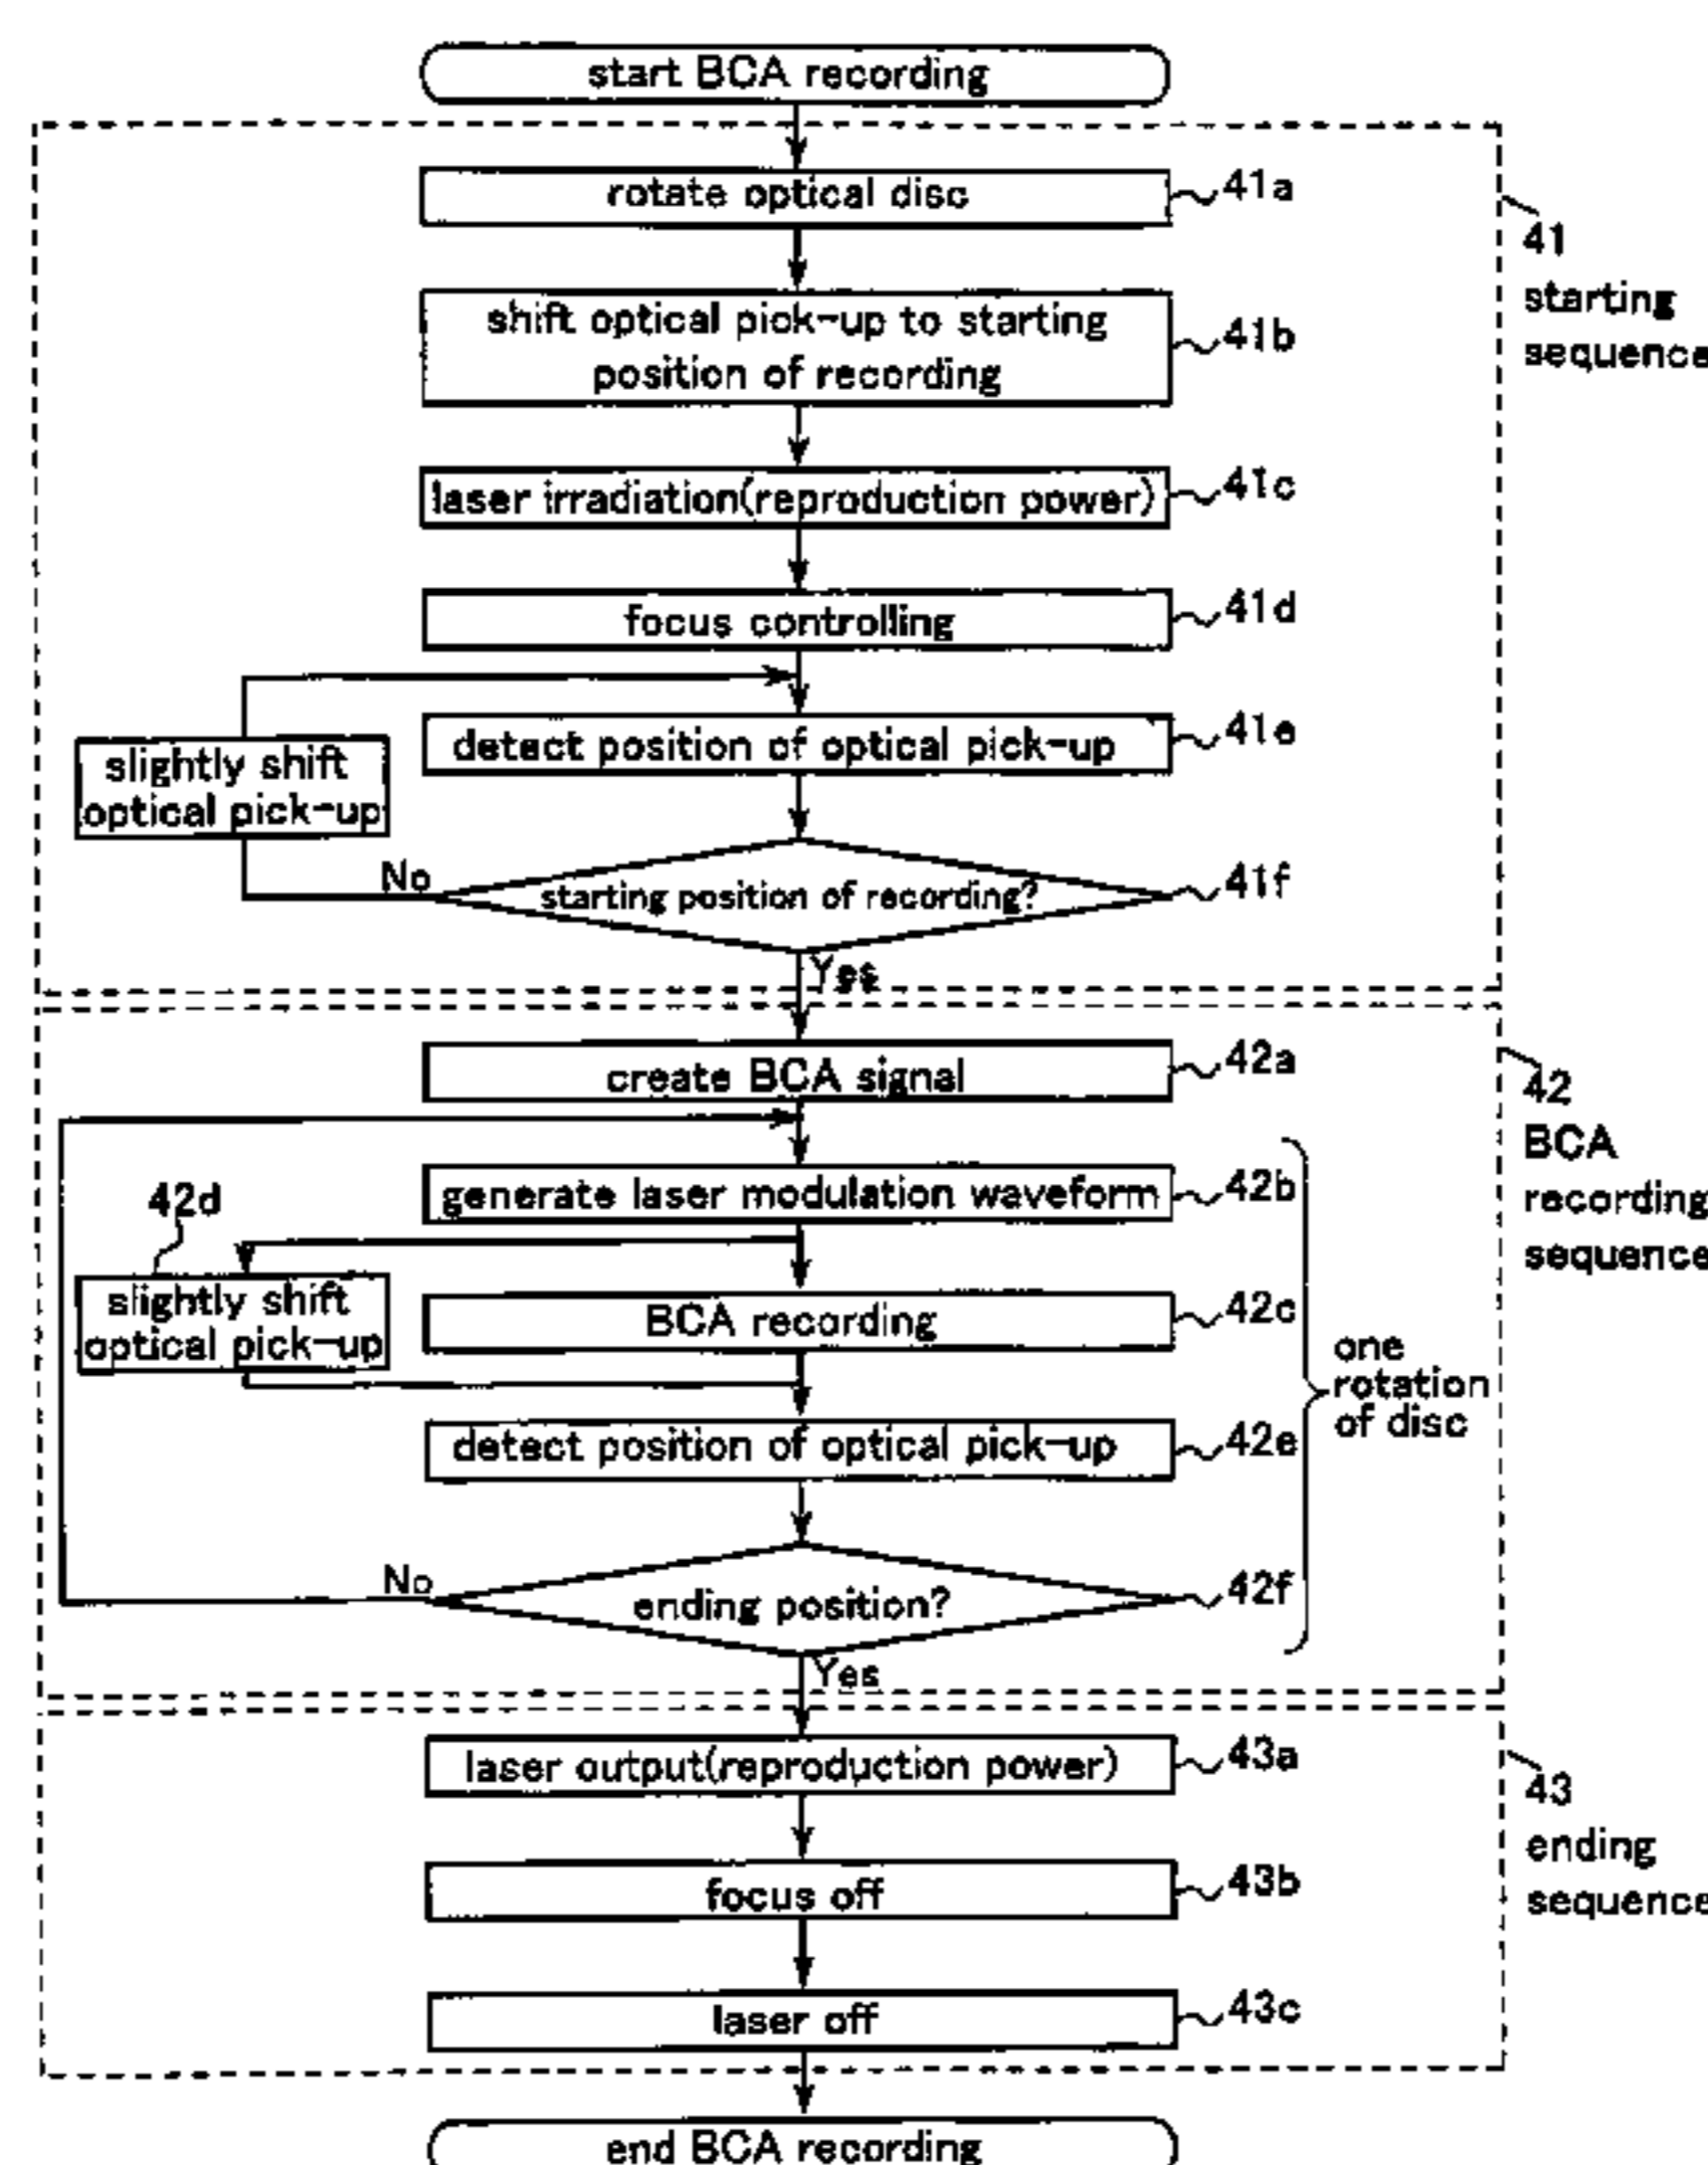 start BCA recording
rotate optical disc
41a
41
starting
sequence
shift optical pick-up to starting
position of recording
41b
laser irradiation(reproduction power)
41c
focus controlling
41d
detect position of optical pick-up
41e
slightly shift
optical pick-up
No
starting position of recording?
41f
Yes
create BCA signal
42a
42
BCA
recording
sequence
generate laser modulation waveform
42b
42d
slightly shift
optical pick-up
BCA recording
42c
one
rotation
of disc
detect position of optical pick-up
42e
No
ending position?
42f
Yes
laser output(reproduction power)
43a
43
ending
sequence
focus off
43b
laser off
43c
end BCA recording